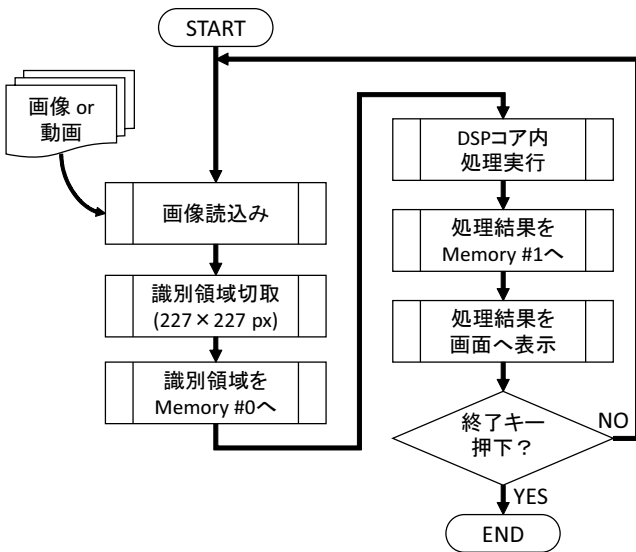 START
画像 or
動画
画像読込み
識別領域切取
(227×227 px)
識別領域を
Memory #0へ
DSPコア内
処理実行
処理結果を
Memory #1へ
処理結果を
画面へ表示
終了キー
押下？
NO
YES
END